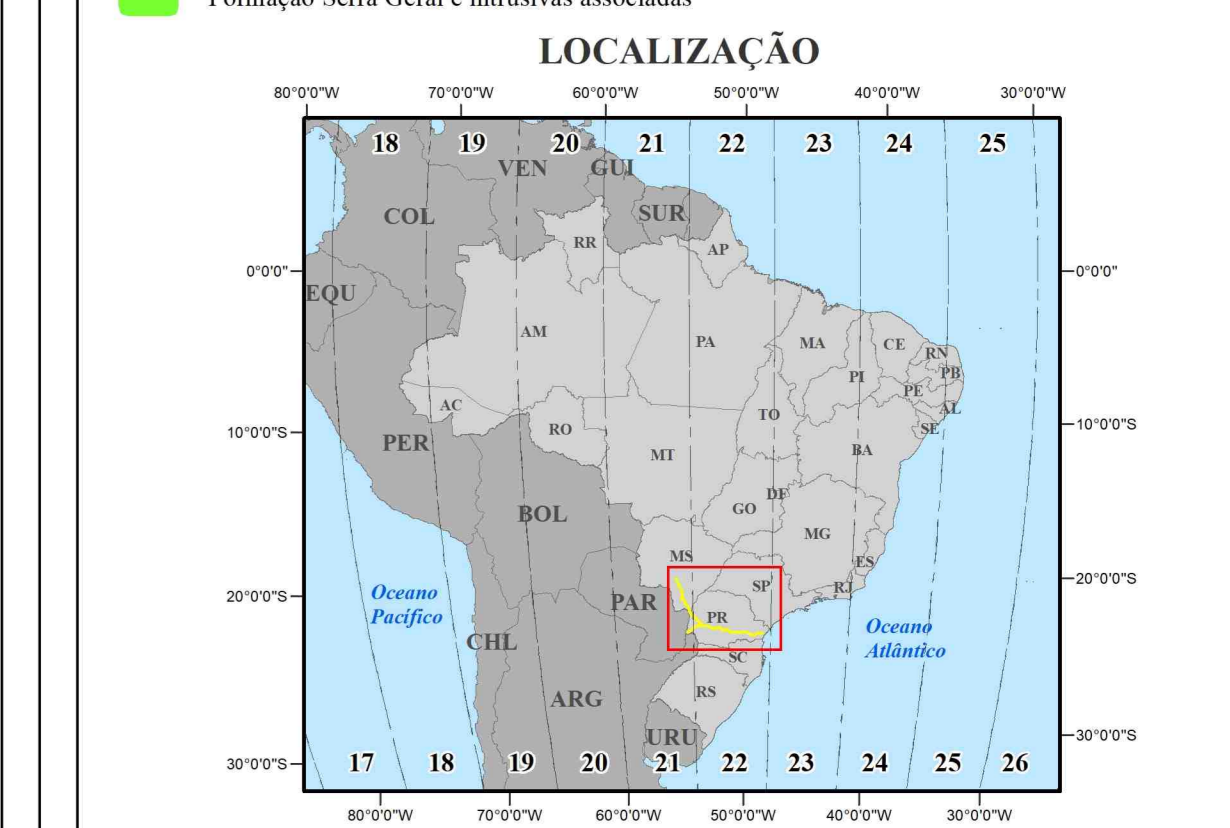 Formação Serra Geral e intrusivas associadas
LOCALIZAÇÃO
80°0'0"W 70°0'0"W 60°0'0"W 50°0'0"W 40°0'0"W 30°0'0"W
18 19 20 21 22 23 24 25
VEN GUI
COL SUR
RR AP
0°0'0" 0°0'0"
EQU
AM PA MA CE RN
PI PB
PE
AC TO AL
10°0'0"S RO SE 10°0'0"S
PER MT BA
BOL GO DF
MG
MS ES
SP RJ 20°0'0"S
20°0'0"S PAR
Oceano
Pacífico
PR
Oceano
Atlântico
CHL SC
ARG RS
URU 30°0'0"S
30°0'0"S 17 18 19 20 21 22 23 24 25 26
80°0'0"W 70°0'0"W 60°0'0"W 50°0'0"W 40°0'0"W 30°0'0"W